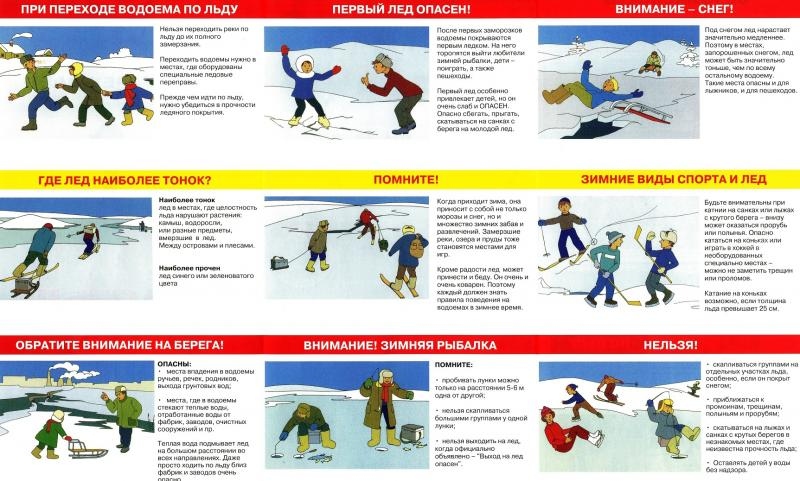 ПРИ ПЕРЕХОДЕ ВОДОЕМА ПО ЛЬДУ
Нельзя переходить реки по
льду до их полного
замерзания.
Переходить водоемы нужно в
местах, где оборудованы
специальные ледовые
переправы.
Прежде чем идти по льду,
нужно убедиться в прочности
ледяного покрытия.
ПЕРВЫЙ ЛЕД ОПАСЕН!
После первых заморозков
водоемы покрываются
первым ледком. На него
торопятся выйти любители
зимней рыбалки, дети –
поиграть, а также
пешеходы.
Первый лед особенно
привлекает детей, но он
очень слаб и ОПАСЕН.
Опасно сбегать, прыгать,
скатываться на санках с
берега на молодой лед.
ВНИМАНИЕ – СНЕГ!
Под снегом лед нарастает
значительно медленнее.
Поэтому в местах,
запорошенных снегом, лед
может быть значительно
тоньше, чем по всему
остальному водоему.
Такие места опасны и для
лыжников, и для пешеходов.
ГДЕ ЛЕД НАИБОЛЕЕ ТОНОК?
Наиболее тонок
лед в местах, где целостность
льда нарушают растения:
камыш, водоросли,
или разные предметы,
вмерзшие в лед.
Между островами и плесами.
Наиболее прочен
лед синего или зеленоватого
цвета
ПОМНИТЕ!
Когда приходит зима, она
приносит с собой не только
морозы и снег, но и
множество зимних забав и
развлечений. Замерзшие
реки, озера и пруды тоже
становятся местами для
игр.
Кроме радости лед может
принести и беду. Он очень и
очень коварен. Поэтому
каждый должен знать
правила поведения на
водоемах в зимнее время.
ЗИМНИЕ ВИДЫ СПОРТА И ЛЕД
Будьте внимательны при
катнии на санках или лыжах
с крутого берега – внизу
может оказаться прорубь
или полынья. Опасно
кататься на коньках или
играть в хоккей в
необорудованных
специально местах –
можно не заметить трещин
или проломов.
Катание на коньках
возможно, если толщина
льда превышает 25 см.
ОБРАТИТЕ ВНИМАНИЕ НА БЕРЕГА!
ОПАСНЫ:
• места впадения в водоемы
ручьев, речек, родников,
выхода грунтовых вод;
• места, где в водоемы
стекают теплые воды,
отработанные воды от
фабрик, заводов, очистных
сооружений и пр.
Теплая вода подмывает лед
на большом расстоянии во
всех направлениях. Даже
просто ходить по льду близ
фабрик и заводов очень
опасно
ВНИМАНИЕ! ЗИМНЯЯ РЫБАЛКА
ПОМНИТЕ:
• пробивать лунки можно
только на расстоянии 5-6 м
одна от другой;
• нельзя скапливаться
большими группами у одной
лунки;
• нельзя выходить на лед,
когда официально
объявлено – "Выход на лед
опасен".
НЕЛЬЗЯ!
• скапливаться группами на
отдельных участках льда,
особенно, если он покрыт
снегом;
• приближаться к
промоинам, трещинам,
полыньям и прорубям;
• скатываться на лыжах и
санках с крутых берегов в
незнакомых местах, где
неизвестна прочность льда;
• Оставлять детей у воды
без надзора.